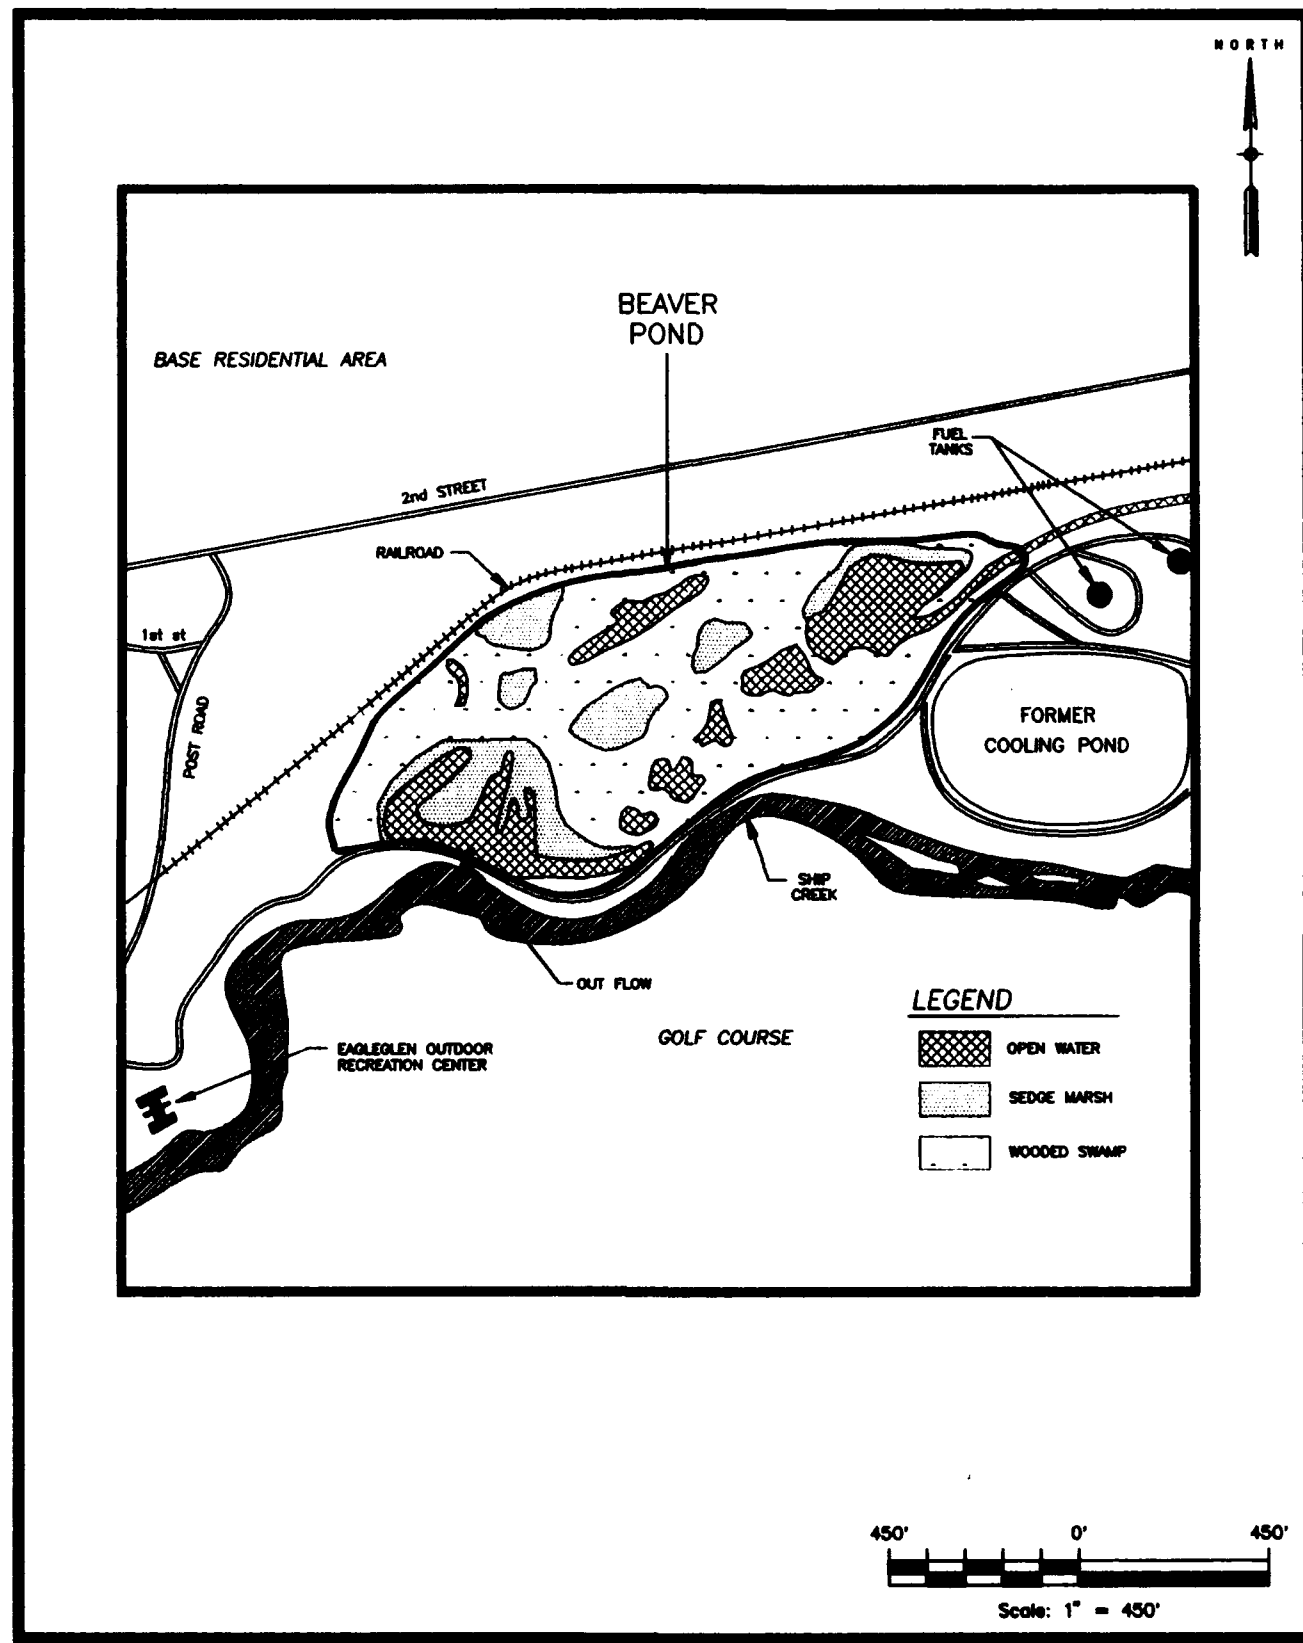 NORTH
BEAVER
POND
BASE RESIDENTIAL AREA
FUEL
TANKS
2nd STREET
RAILROAD
1st st
POST ROAD
FORMER
COOLING POND
SHIP
CREEK
OUT FLOW
LEGEND
GOLF COURSE
OPEN WATER
EAGLEGLEN OUTDOOR
RECREATION CENTER
SEDGE MARSH
WOODED SWAMP
450' 0' 450'
Scale: 1" = 450'